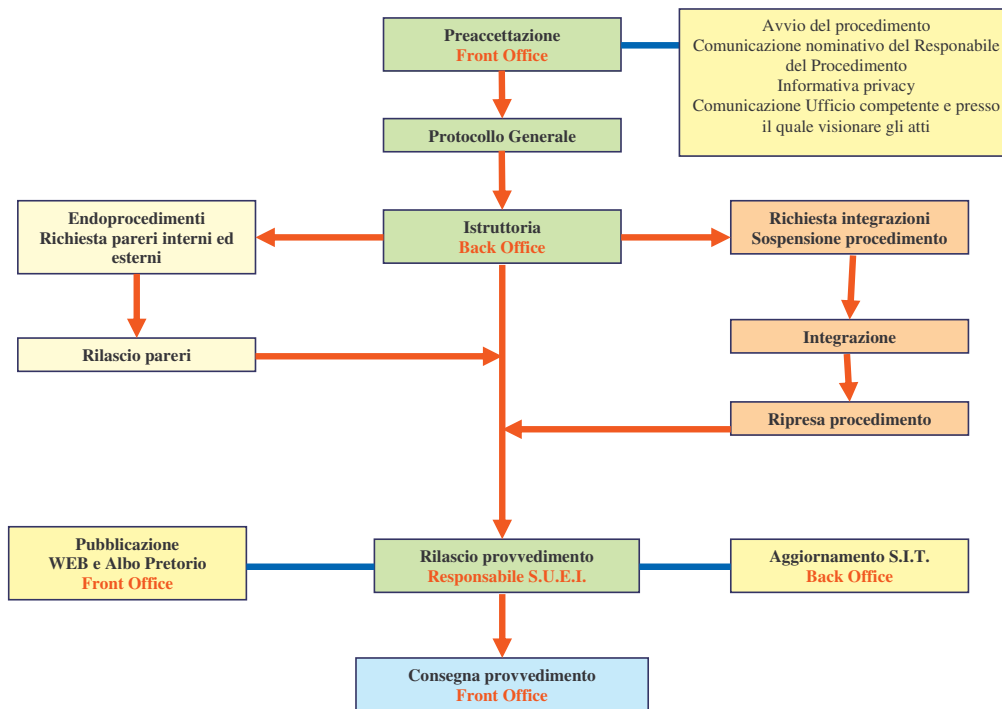 Preaccettazione
Front Office
Avvio del procedimento
Comunicazione nominativo del Responabile
del Procedimento
Informativa privacy
Comunicazione Ufficio competente e presso
il quale visionare gli atti
Protocollo Generale
Endoprocedimenti
Richiesta pareri interni ed
esterni
Istruttoria
Back Office
Richiesta integrazioni
Sospensione procedimento
Rilascio pareri
Integrazione
Ripresa procedimento
Pubblicazione
WEB e Albo Pretorio
Front Office
Rilascio provvedimento
Responsabile S.U.E.I.
Aggiornamento S.I.T.
Back Office
Consegna provvedimento
Front Office